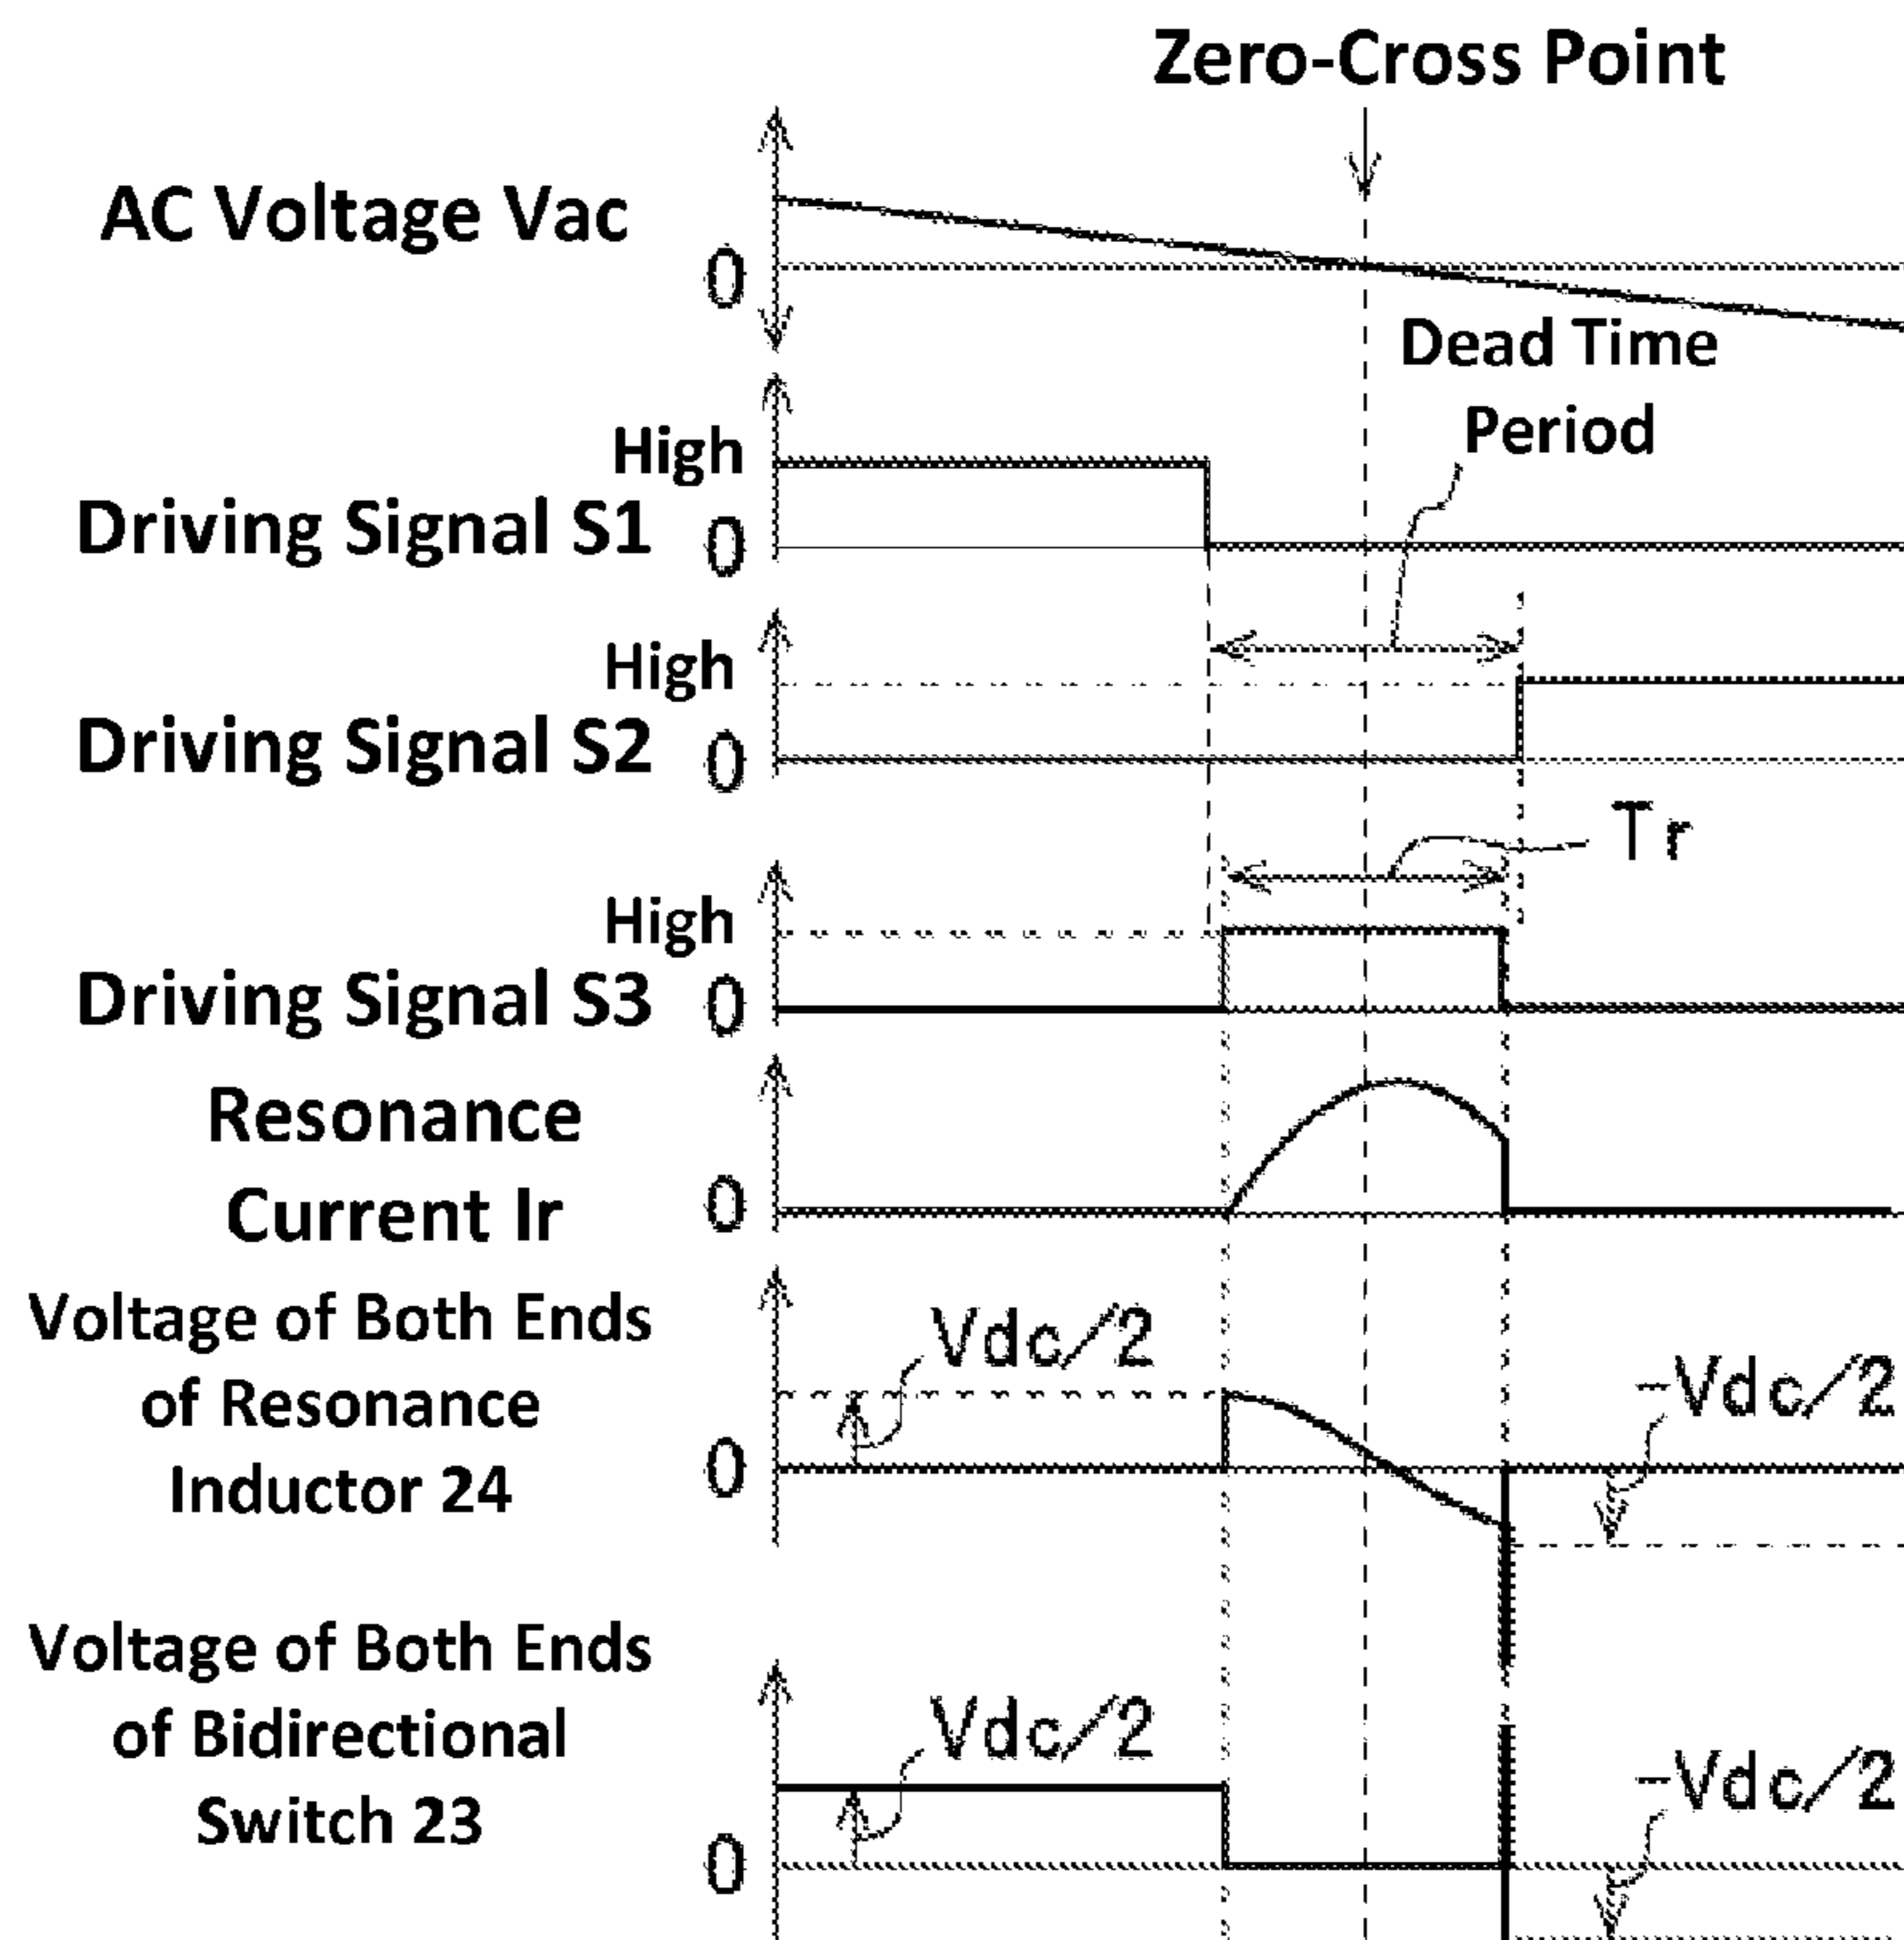 Zero-Cross Point
AC Voltage Vac
0
Dead Time
Period
High
Driving Signal S1
0
High
Driving Signal S2
0
Tr
High
Driving Signal S3
0
Resonance
Current Ir
0
Voltage of Both Ends
of Resonance
Inductor 24
Vdc/2
-Vdc/2
0
Voltage of Both Ends
of Bidirectional
Switch 23
Vdc/2
-Vdc/2
0